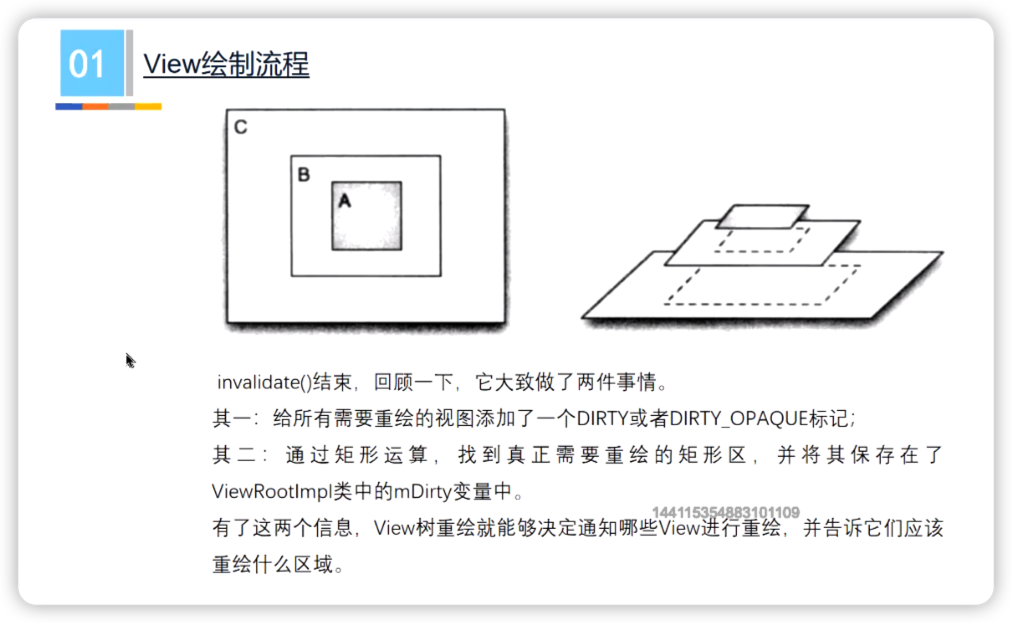 01
View绘制流程
C
B
A
invalidate()结束，回顾一下，它大致做了两件事情。
其一：给所有需要重绘的视图添加了一个DIRTY或者DIRTY_OPAQUE标记；
其二：通过矩形运算，找到真正需要重绘的矩形区，并将其保存在了
ViewRootImpl类中的mDirty变量中。
144115354883101109
有了这两个信息，View树重绘就能够决定通知哪些View进行重绘，并告诉它们应该
重绘什么区域。